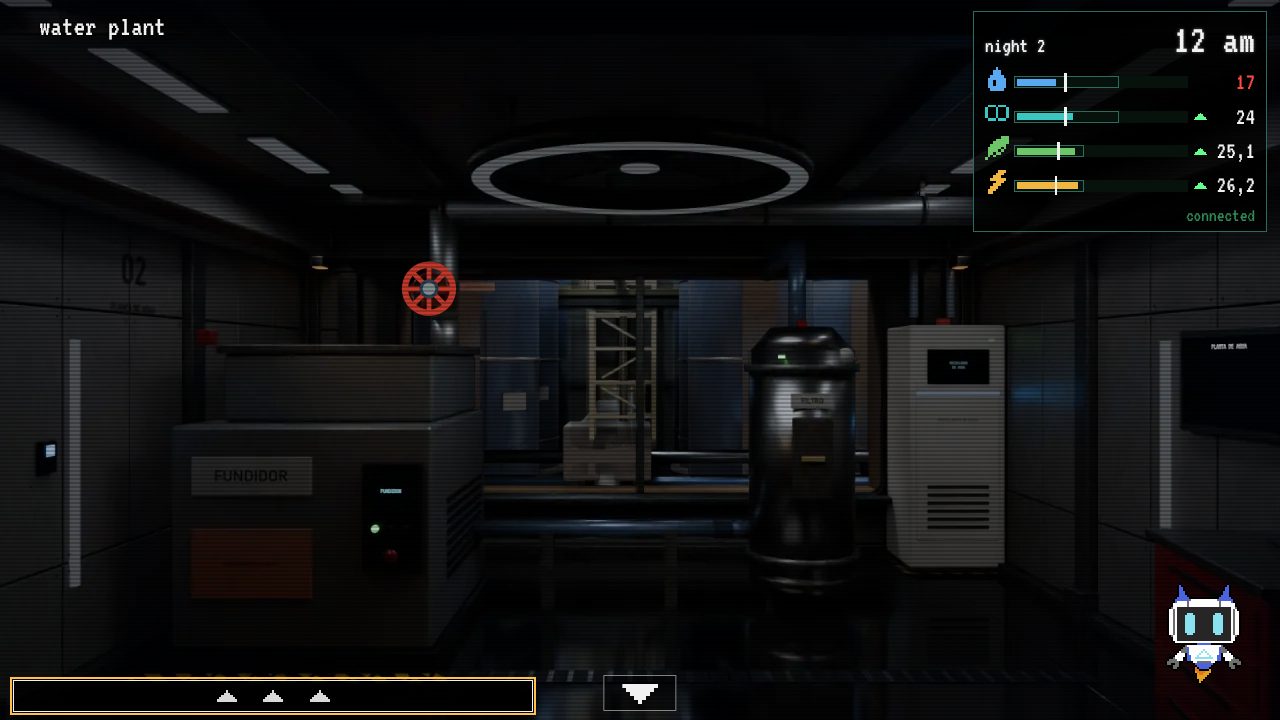 water plant
night 2
12 am
17
24
25,1
26,2
connected
02
PLANTA DE AGUA
FILTRO
FUNDIDOR
FUNDIDOR